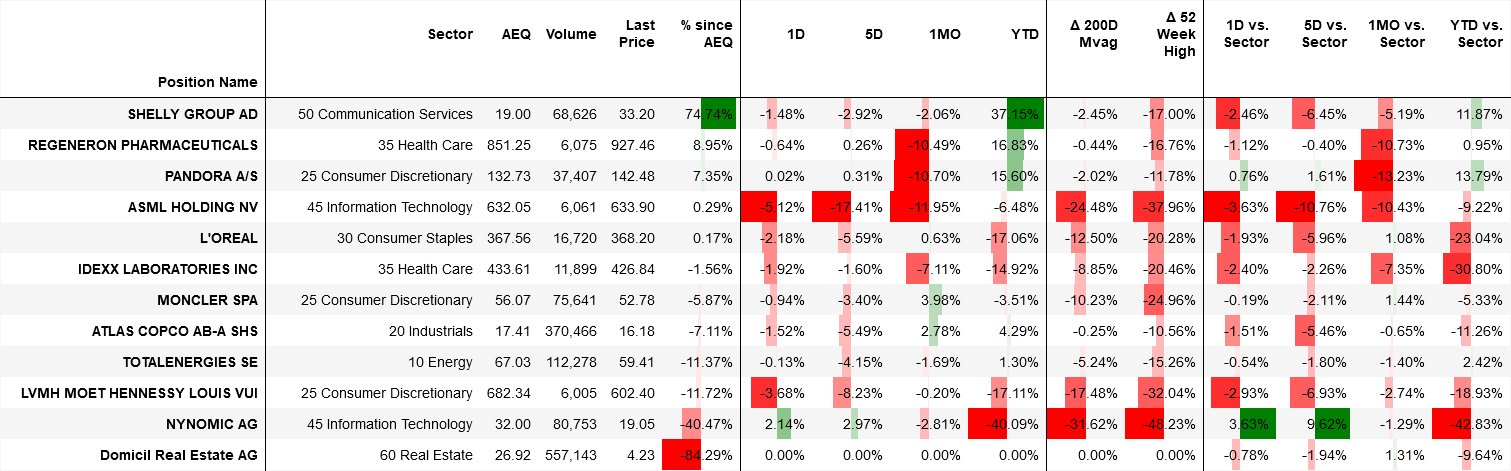 Position Name Sector AEQ Volume Last Price % since AEQ 1D 5D 1MO YTD Δ 200D Mvag Δ 52 Week High 1D vs. Sector 5D vs. Sector 1MO vs. Sector YTD vs. Sector
SHELLY GROUP AD 50 Communication Services 19.00 68,626 33.20 74.74% -1.48% -2.92% -2.06% 37.15% -2.45% -17.00% -2.46% -6.45% -5.19% 11.87%
REGENERON PHARMACEUTICALS 35 Health Care 851.25 6,075 927.46 8.95% -0.64% 0.26% -10.49% 16.83% -0.44% -16.76% -1.12% -0.40% -10.73% 0.95%
PANDORA A/S 25 Consumer Discretionary 132.73 37,407 142.48 7.35% 0.02% 0.31% -10.70% 15.60% -2.02% -11.78% 0.76% 1.61% -13.23% 13.79%
ASML HOLDING NV 45 Information Technology 632.05 6,061 633.90 0.29% -5.12% -17.41% -11.95% -6.48% -24.48% -37.96% -3.63% -10.76% -10.43% -9.22%
L'OREAL 30 Consumer Staples 367.56 16,720 368.20 0.17% -2.18% -5.59% 0.63% -17.06% -12.50% -20.28% -1.93% -5.96% 1.08% -23.04%
IDEXX LABORATORIES INC 35 Health Care 433.61 11,899 426.84 -1.56% -1.92% -1.60% -7.11% -14.92% -8.85% -20.46% -2.40% -2.26% -7.35% -30.80%
MONCLER SPA 25 Consumer Discretionary 56.07 75,641 52.78 -5.87% -0.94% -3.40% 3.98% -3.51% -10.23% -24.96% -0.19% -2.11% 1.44% -5.33%
ATLAS COPCO AB-A SHS 20 Industrials 17.41 370,466 16.18 -7.11% -1.52% -5.49% 2.78% 4.29% -0.25% -10.56% -1.51% -5.46% -0.65% -11.26%
TOTALENERGIES SE 10 Energy 67.03 112,278 59.41 -11.37% -0.13% -4.15% -1.69% 1.30% -5.24% -15.26% -0.54% -1.80% -1.40% 2.42%
LVMH MOET HENNESSY LOUIS VUI 25 Consumer Discretionary 682.34 6,005 602.40 -11.72% -3.68% -8.23% -0.20% -17.11% -17.48% -32.04% -2.93% -6.93% -2.74% -18.93%
NYNOMIC AG 45 Information Technology 32.00 80,753 19.05 -40.47% 2.14% 2.97% -2.81% -40.09% -31.62% -48.23% 3.63% 9.62% -1.29% -42.83%
Domicil Real Estate AG 60 Real Estate 26.92 557,143 4.23 -84.29% 0.00% 0.00% 0.00% 0.00% 0.00% 0.00% -0.78% -1.94% 1.31% -9.64%